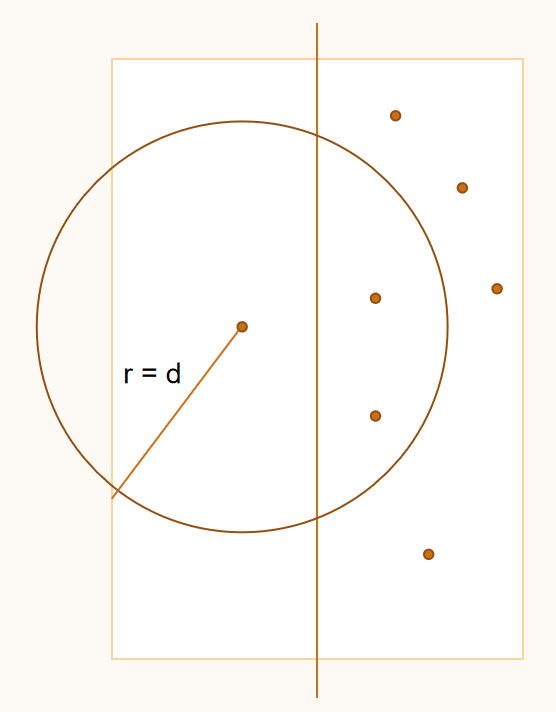 r = d